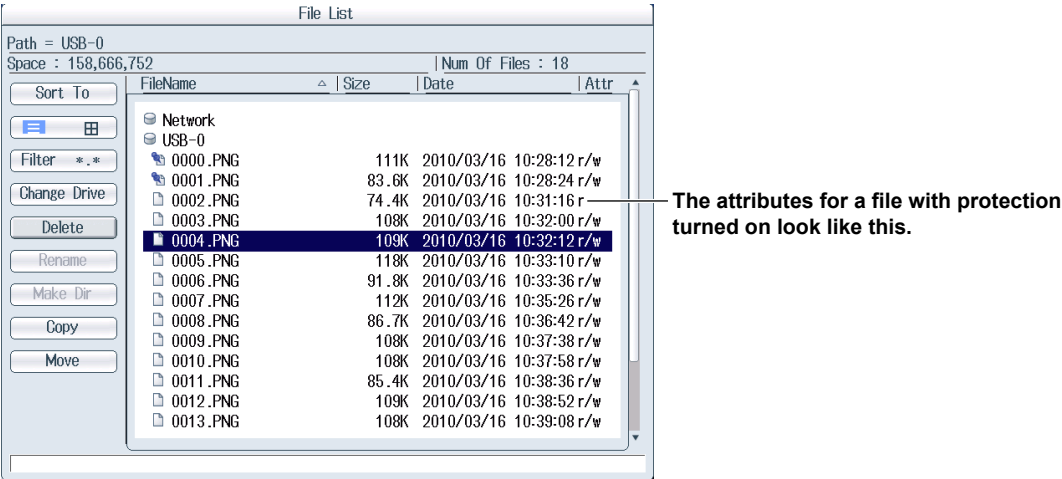 File List
Path = USB-0
Space : 158,666,752 Num Of Files : 18
FileName Size Date Attr
Sort To
Filter *.*
Change Drive
Delete
Rename
Make Dir
Copy
Move
Network
USB-0
0000.PNG 111K 2010/03/16 10:28:12 r/w
0001.PNG 83.6K 2010/03/16 10:28:24 r/w
0002.PNG 74.4K 2010/03/16 10:31:16 r
0003.PNG 108K 2010/03/16 10:32:00 r/w
0004.PNG 109K 2010/03/16 10:32:12 r/w
0005.PNG 118K 2010/03/16 10:33:10 r/w
0006.PNG 91.8K 2010/03/16 10:33:36 r/w
0007.PNG 112K 2010/03/16 10:35:26 r/w
0008.PNG 86.7K 2010/03/16 10:36:42 r/w
0009.PNG 108K 2010/03/16 10:37:38 r/w
0010.PNG 108K 2010/03/16 10:37:58 r/w
0011.PNG 85.4K 2010/03/16 10:38:36 r/w
0012.PNG 109K 2010/03/16 10:38:52 r/w
0013.PNG 108K 2010/03/16 10:39:08 r/w
The attributes for a file with protection
turned on look like this.